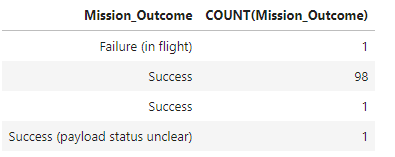 Mission_Outcome COUNT(Mission_Outcome)
Failure (in flight) 1
Success 98
Success 1
Success (payload status unclear) 1